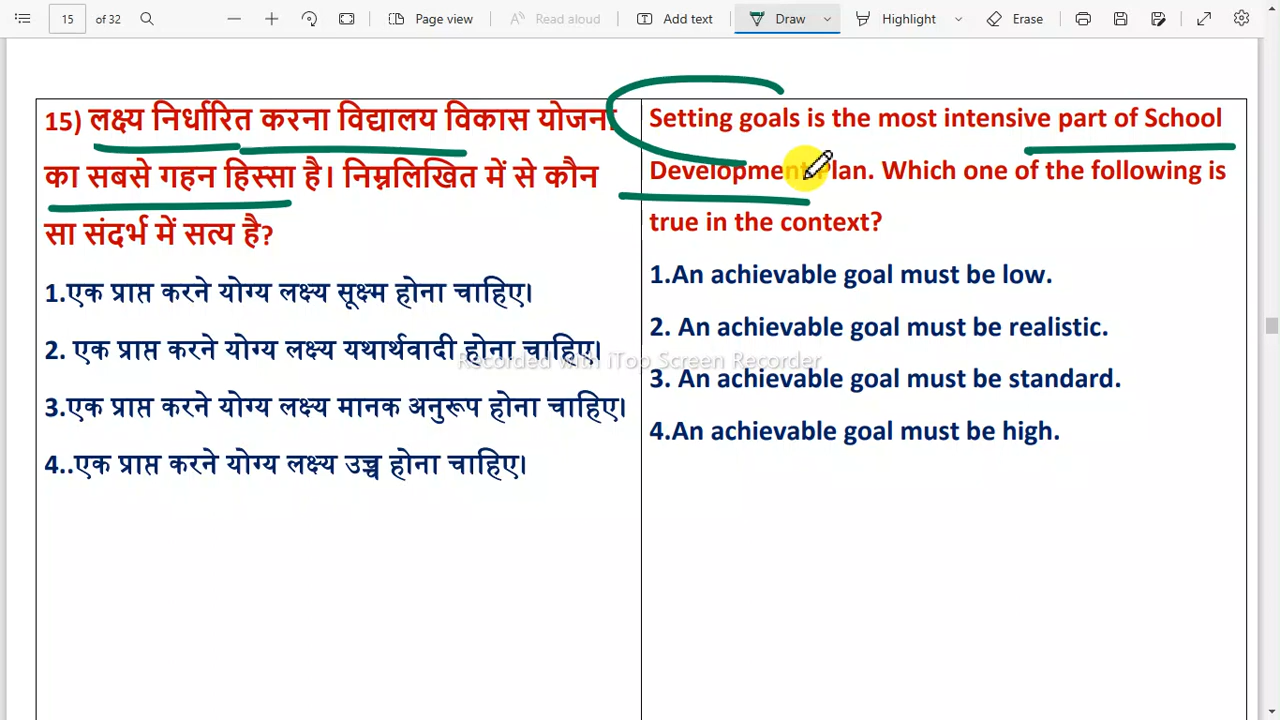 15
of 32
Page view
Read aloud
Add text
Draw
Highlight
Erase
15) लक्ष्य निर्धारित करना विद्यालय विकास योजना
का सबसे गहन हिस्सा है। निम्नलिखित में से कौन
सा संदर्भ में सत्य है?
1.एक प्राप्त करने योग्य लक्ष्य सूक्ष्म होना चाहिए।
2. एक प्राप्त करने योग्य लक्ष्य यथार्थवादी होना चाहिए।
3.एक प्राप्त करने योग्य लक्ष्य मानक अनुरूप होना चाहिए।
4..एक प्राप्त करने योग्य लक्ष्य उच्च होना चाहिए।
Setting goals is the most intensive part of School
Development Plan. Which one of the following is
true in the context?
1.An achievable goal must be low.
2. An achievable goal must be realistic.
3. An achievable goal must be standard.
4.An achievable goal must be high.
Recorded with iTop Screen Recorder